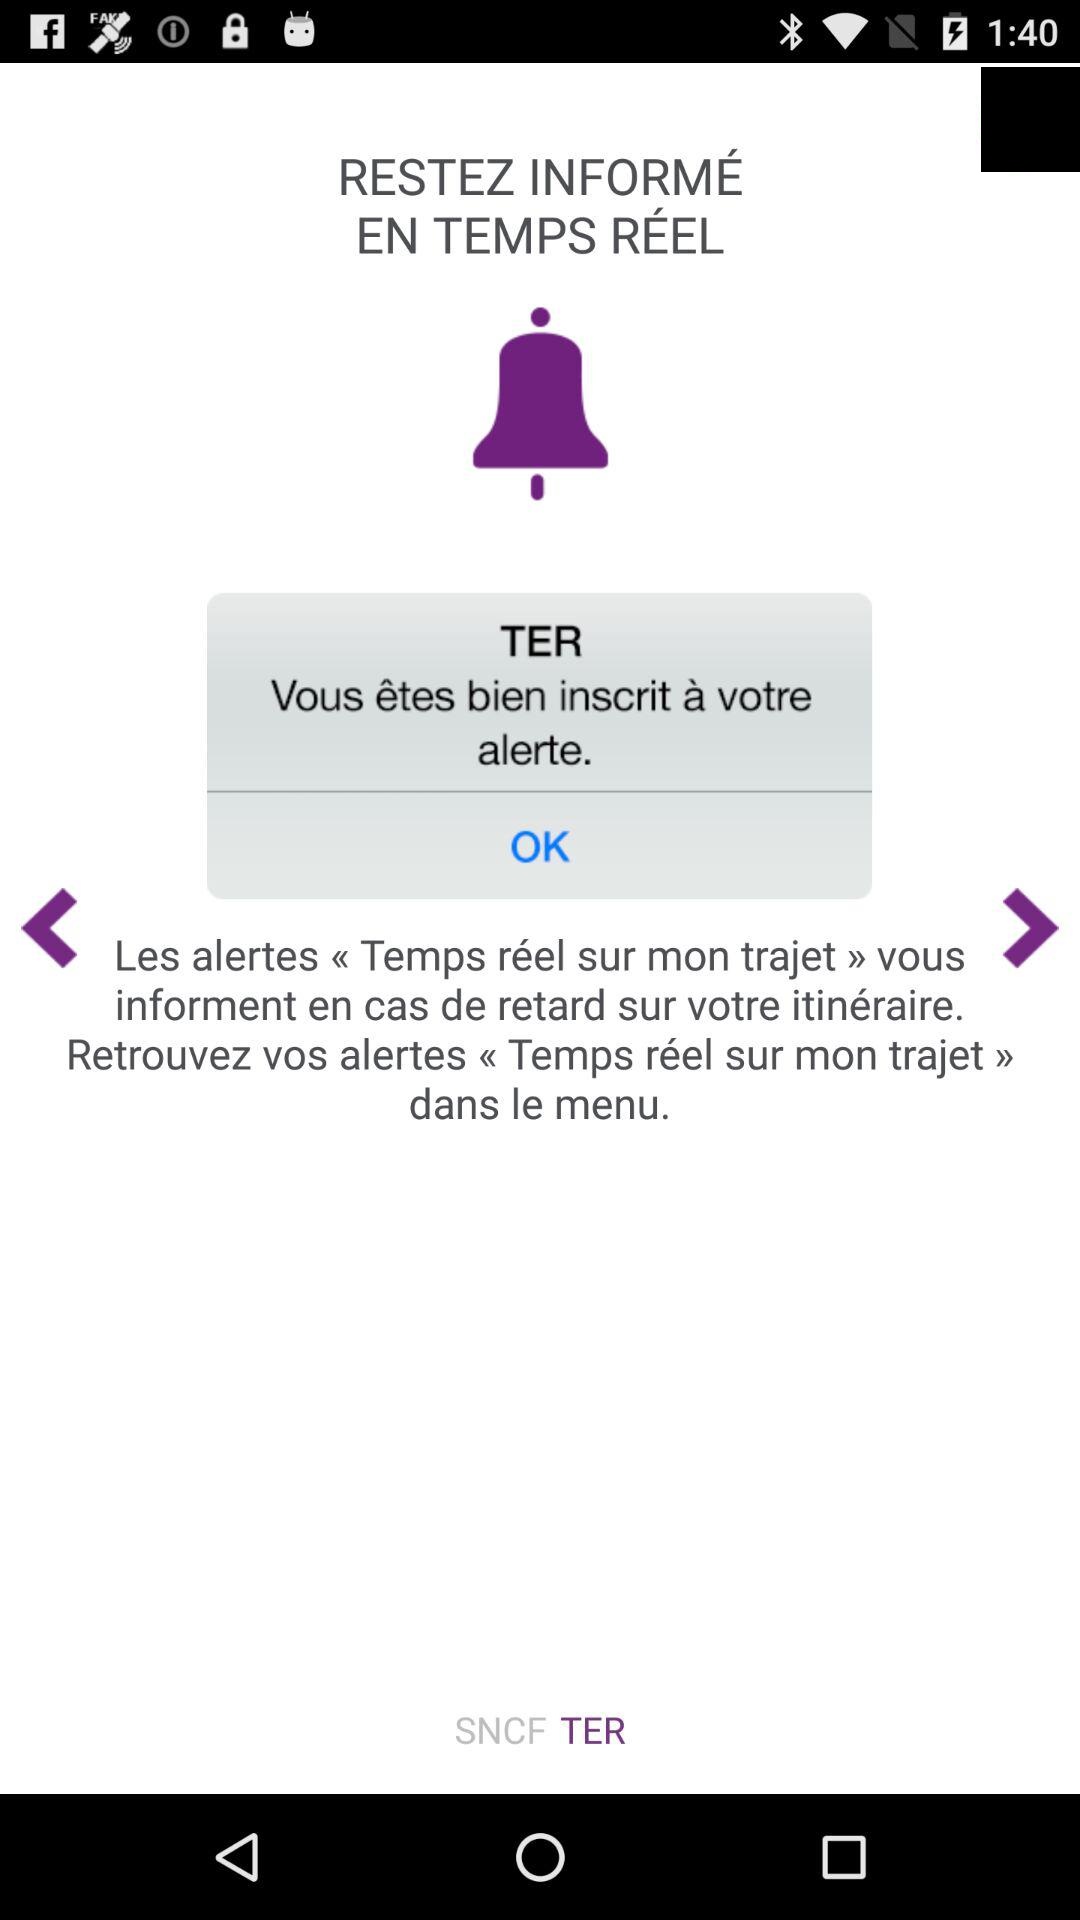 FAKE
1:40
RESTEZ INFORMÉ
EN TEMPS RÉEL
TER
Vous êtes bien inscrit à votre
alerte.
OK
Les alertes « Temps réel sur mon trajet » vous
informent en cas de retard sur votre itinéraire.
Retrouvez vos alertes « Temps réel sur mon trajet »
dans le menu.
SNCF TER